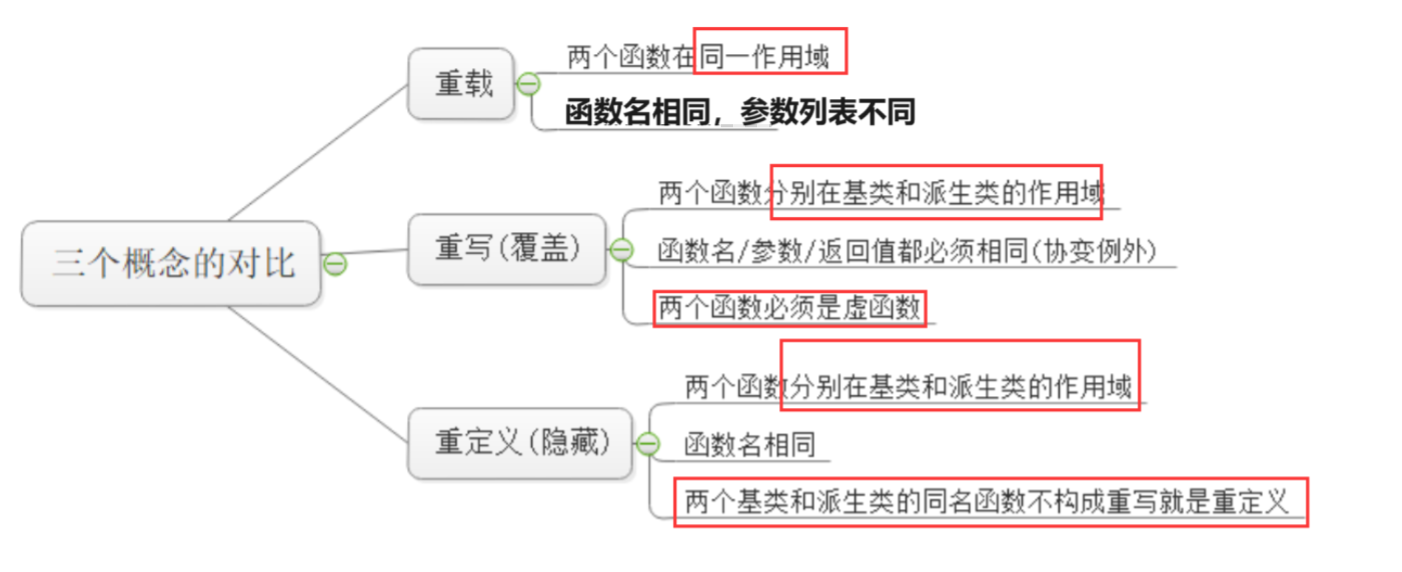 三个概念的对比
重载
两个函数在同一作用域
函数名相同，参数列表不同
重写(覆盖)
两个函数分别在基类和派生类的作用域
函数名/参数/返回值都必须相同(协变例外)
两个函数必须是虚函数
重定义(隐藏)
两个函数分别在基类和派生类的作用域
函数名相同
两个基类和派生类的同名函数不构成重写就是重定义